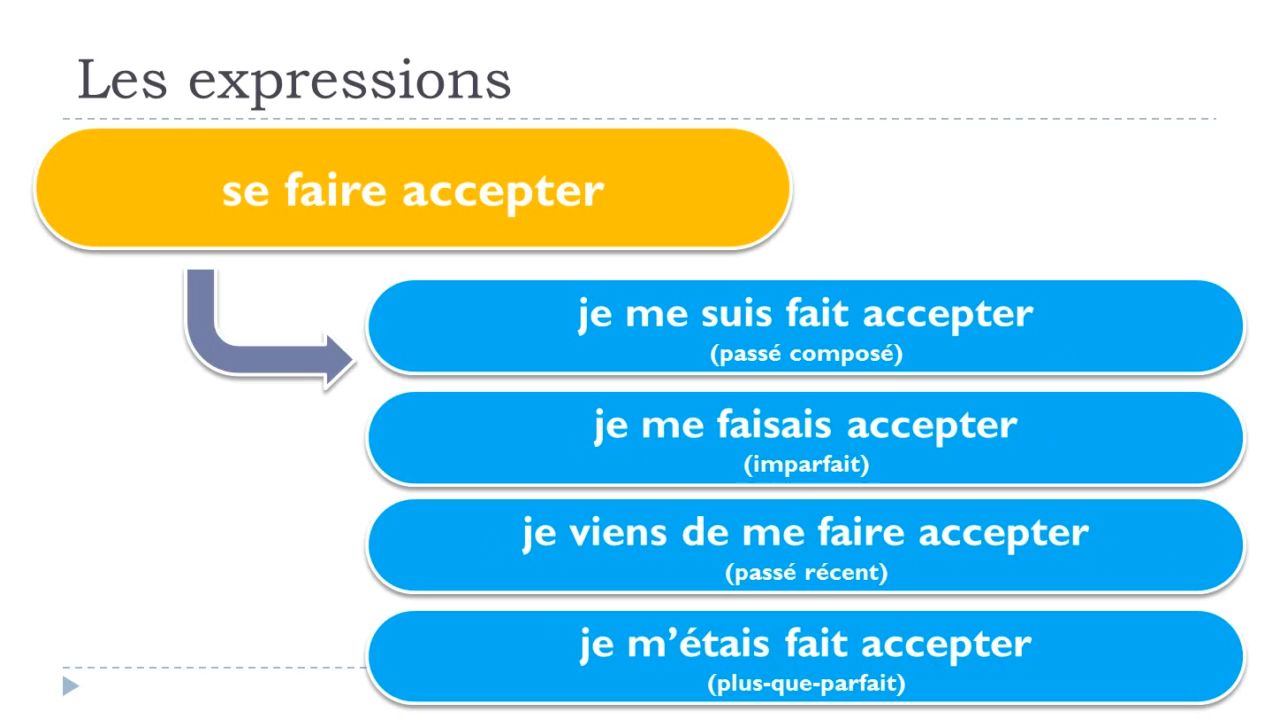 Les expressions
se faire accepter
je me suis fait accepter
(passé composé)
je me faisais accepter
(imparfait)
je viens de me faire accepter
(passé récent)
je m’étais fait accepter
(plus-que-parfait)